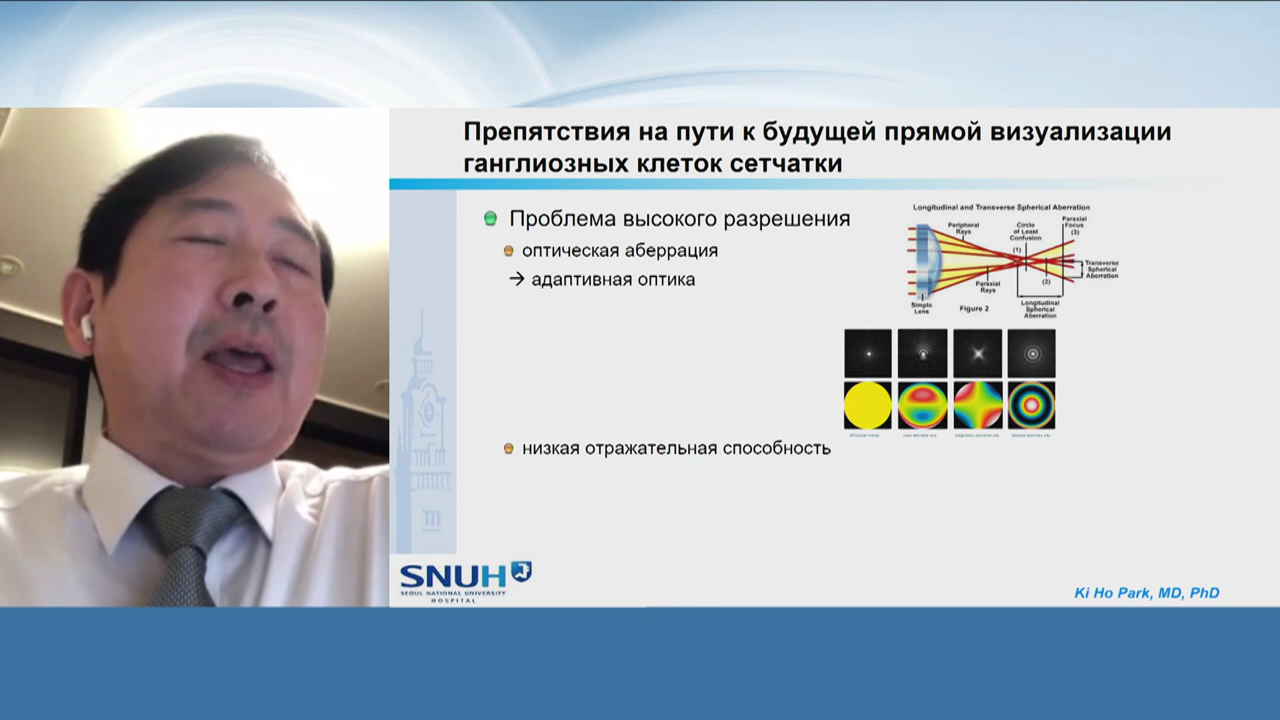 Препятствия на пути к будущей прямой визуализации
ганглиозных клеток сетчатки
Проблема высокого разрешения
оптическая аберрация
→ адаптивная оптика
низкая отражательная способность
Longitudinal and Transverse Spherical Aberration
Peripheral
Rays
Circle
of Least
Confusion
Paraxial
Focus
(3)
(1)
(2)
Transverse
Spherical
Aberration
Paraxial
Rays
Simple
Lens
Figure 2
Longitudinal
Spherical
Aberration
SNUH
SEOUL NATIONAL UNIVERSITY
HOSPITAL
Ki Ho Park, MD, PhD